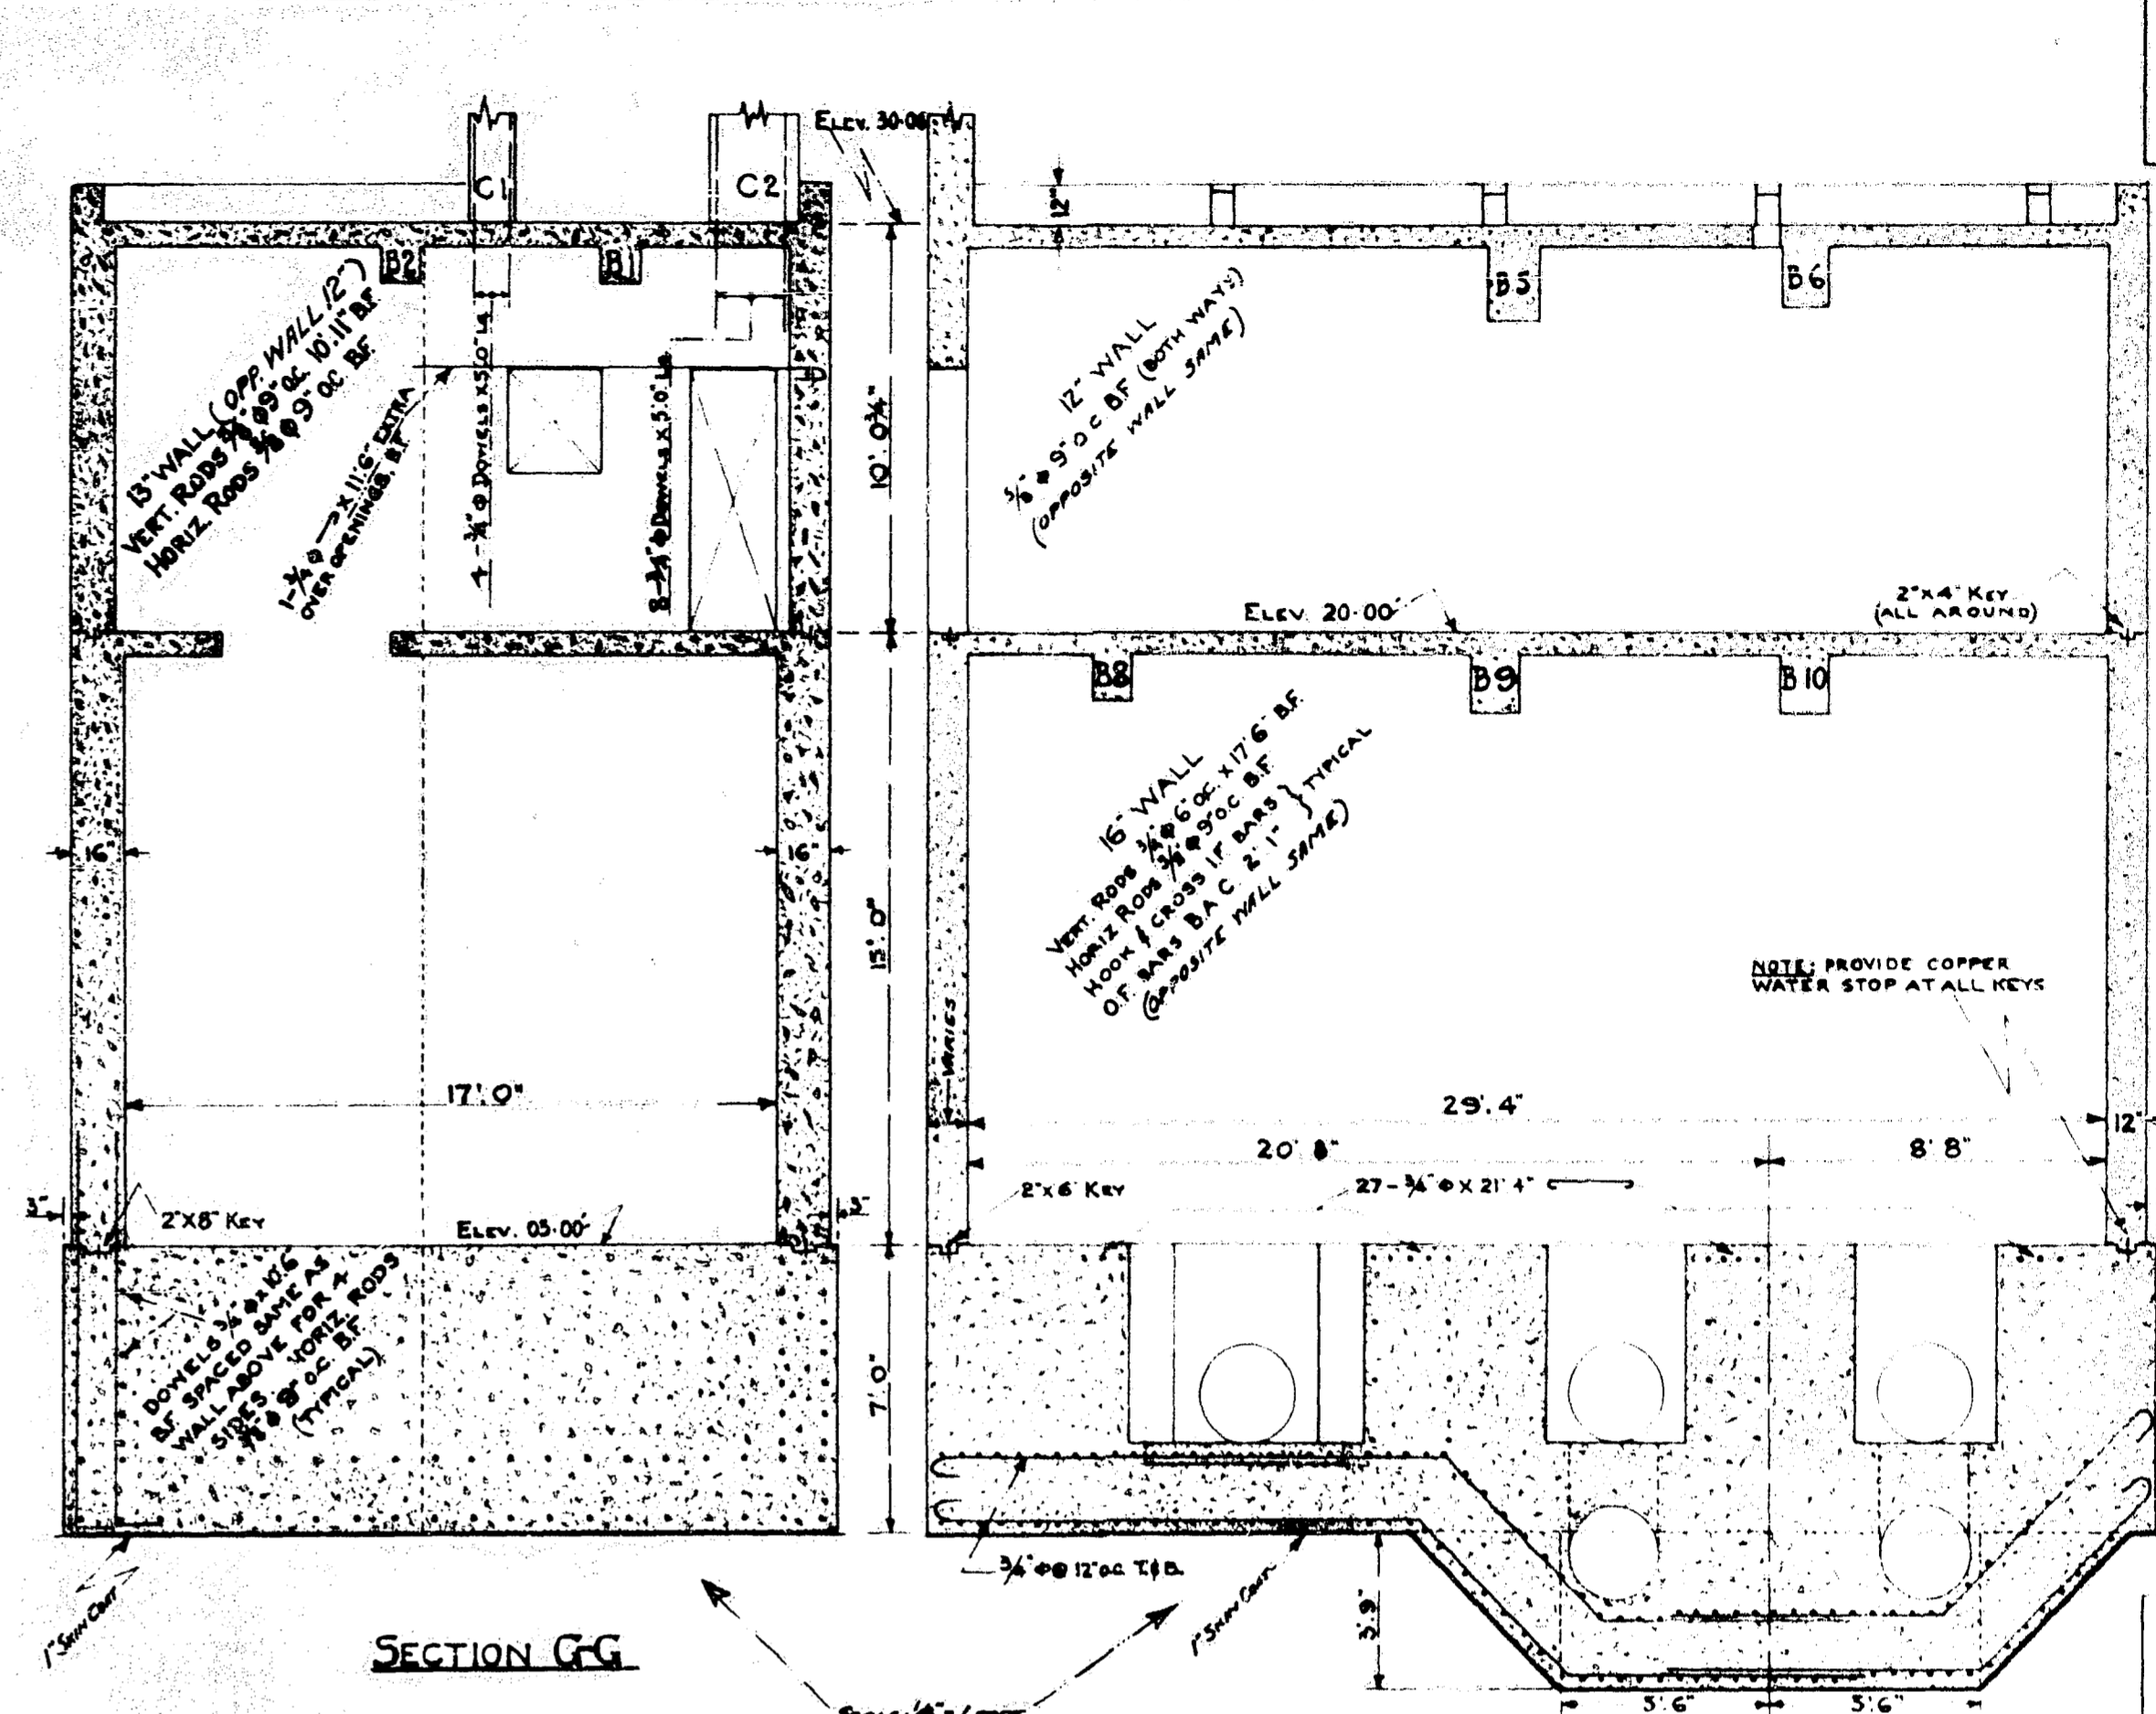 ELEV. 30.06
C1
C2
12"
B2
B1
B5
B6
13" WALL (OPP. WALL 12")
VERT. RODS 5/8" Φ 9" O.C. 10'.11" B.F.
HORIZ. RODS 5/8 Φ 9" O.C. B.F.
1-3/4 Φ X 11'6" EXTRA
OVER OPENINGS, B.F.
4-3/4" Φ DOWELS X 5'.0" LG
8-3/4" Φ DOWELS X 5'.0" LG
10'.0 3/4"
12" WALL
5/8" Φ 9" O.C. B.F. (BOTH WAYS)
(OPPOSITE WALL SAME)
ELEV. 20.00'
2"X4" KEY
(ALL AROUND)
B8
B9
B10
16" WALL
VERT. RODS 3/4" Φ 6" O.C. X 17'6" B.F.
HORIZ RODS Φ 9" O.C. B.F.
HOOK & CROSS I.F. BARS } TYPICAL
O.F. BARS B.A.C. 2'.1"
(OPPOSITE WALL SAME)
16"
16"
15'.0"
NOTE: PROVIDE COPPER
WATER STOP AT ALL KEYS
VARIES
17'.0"
29'.4"
12"
20' 8"
8' 8"
27-3/4" Φ X 21'4"
3"
2"X8" KEY
ELEV. 05.00'
3"
2"X6" KEY
DOWELS 3/4" Φ X 10'6
B.F. SPACED SAME AS
WALL ABOVE FOR 4
SIDES HORIZ. RODS
Φ 9" O.C. B.F.
(TYPICAL)
7'.0"
3/4" Φ @ 12" O.C. T. & B.
1" SKIM COAT
1" SKIM COAT
3'.9"
SECTION G-G
5'6"
5'6"